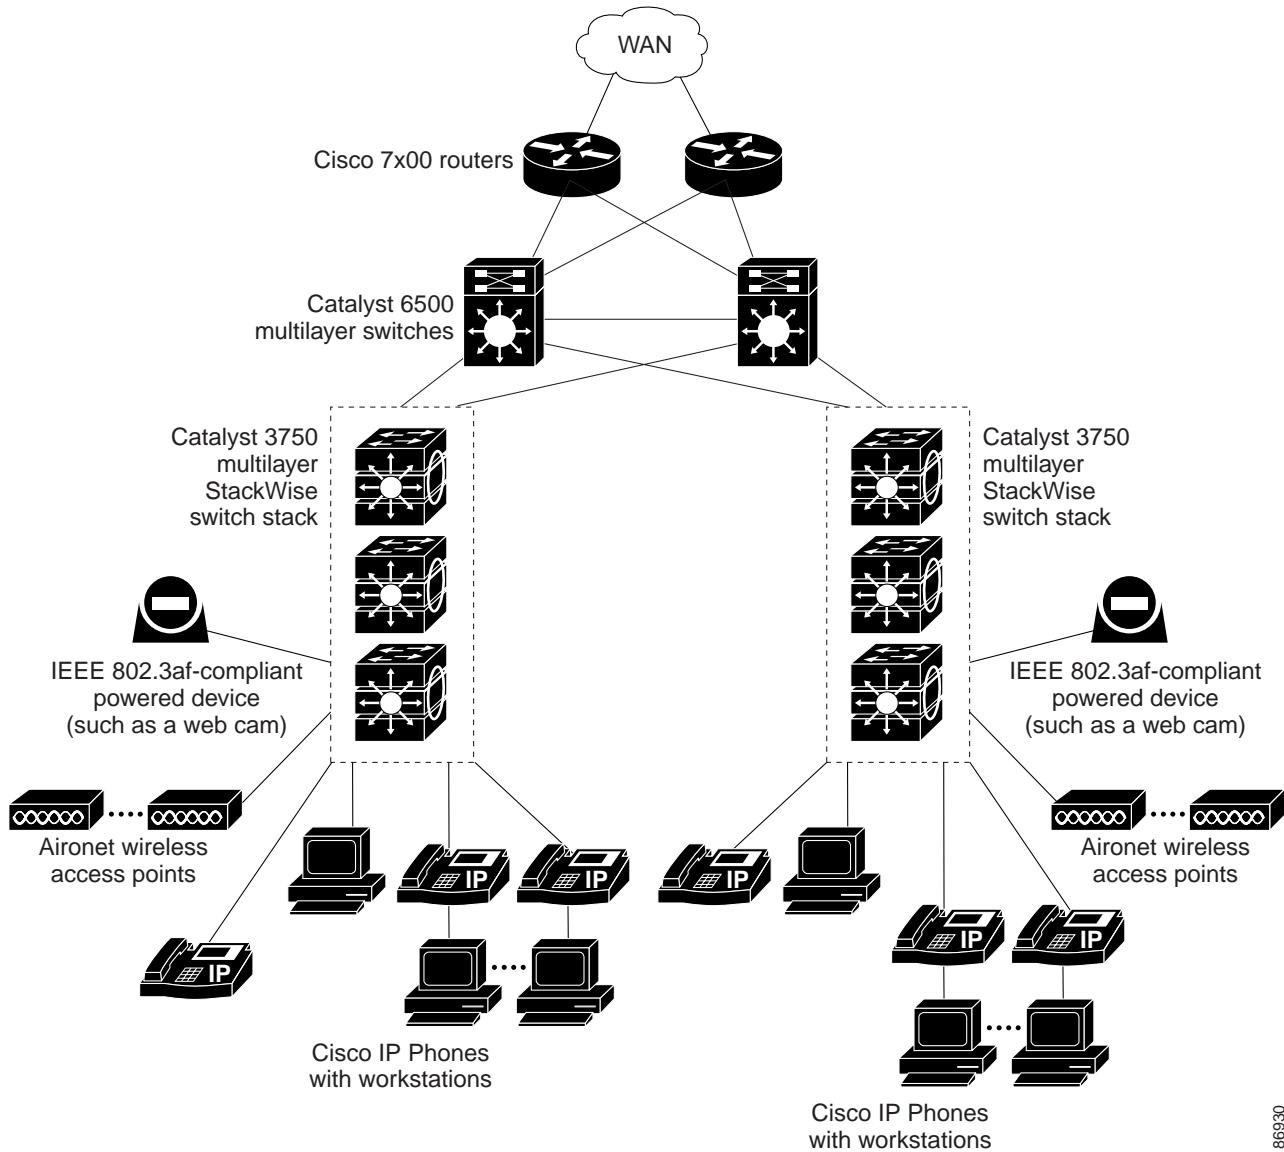 WAN
Cisco 7x00 routers
Catalyst 6500
multilayer switches
Catalyst 3750
multilayer
StackWise
switch stack
Catalyst 3750
multilayer
StackWise
switch stack
IEEE 802.3af-compliant
powered device
(such as a web cam)
IEEE 802.3af-compliant
powered device
(such as a web cam)
Aironet wireless
access points
Aironet wireless
access points
IP
IP
IP
IP
IP
IP
Cisco IP Phones
with workstations
Cisco IP Phones
with workstations
86930